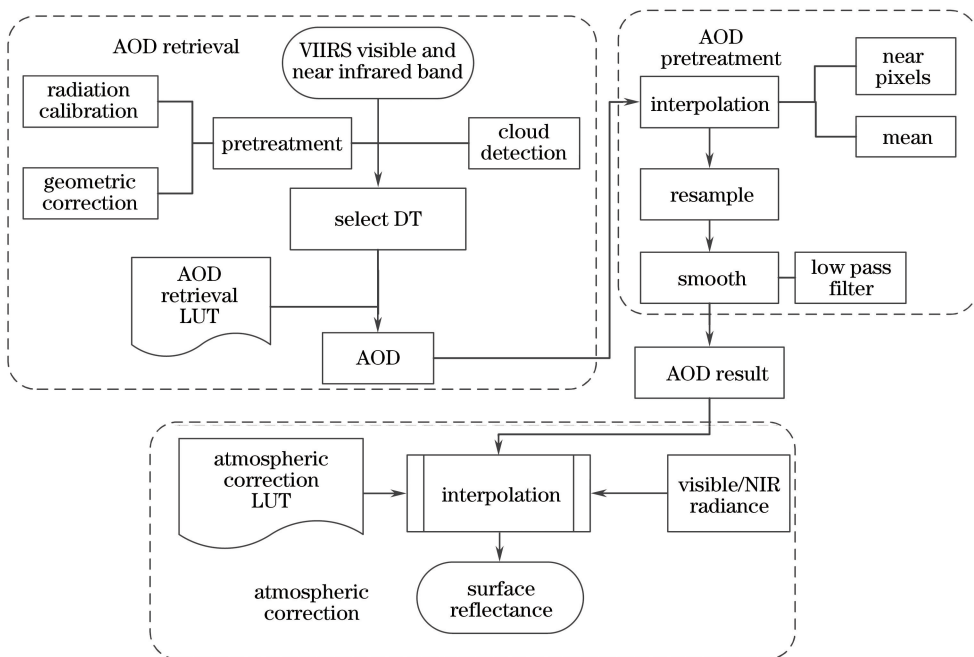 AOD retrieval
VIIRS visible and
near infrared band
radiation
calibration
pretreatment
cloud
detection
geometric
correction
select DT
AOD
retrieval
LUT
AOD
AOD
pretreatment
interpolation
near
pixels
mean
resample
smooth
low pass
filter
AOD result
atmospheric
correction
LUT
interpolation
visible/NIR
radiance
surface
reflectance
atmospheric
correction